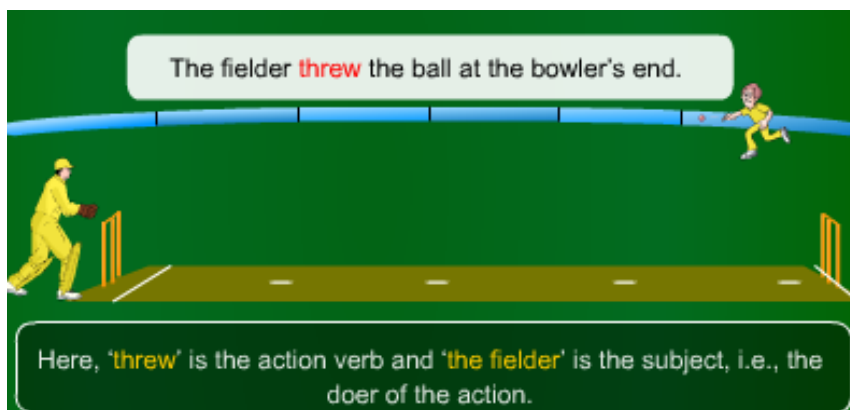 The fielder threw the ball at the bowler's end.
Here, ‘threw’ is the action verb and ‘the fielder’ is the subject, i.e., the
doer of the action.